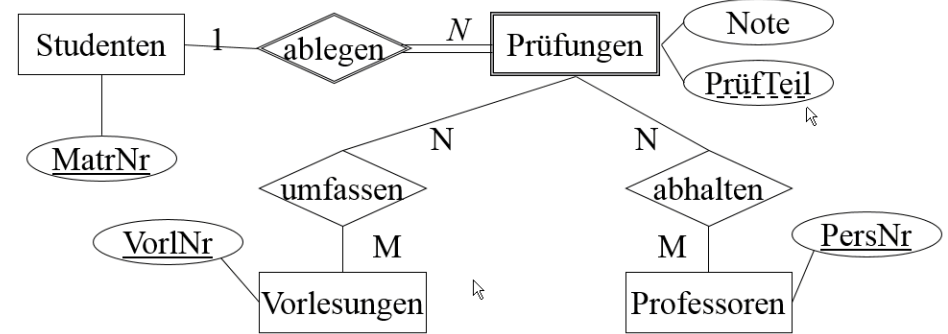 Studenten
1
ablegen
N
Prüfungen
Note
PrüfTeil
MatrNr
N
N
umfassen
abhalten
VorlNr
M
M
PersNr
Vorlesungen
Professoren